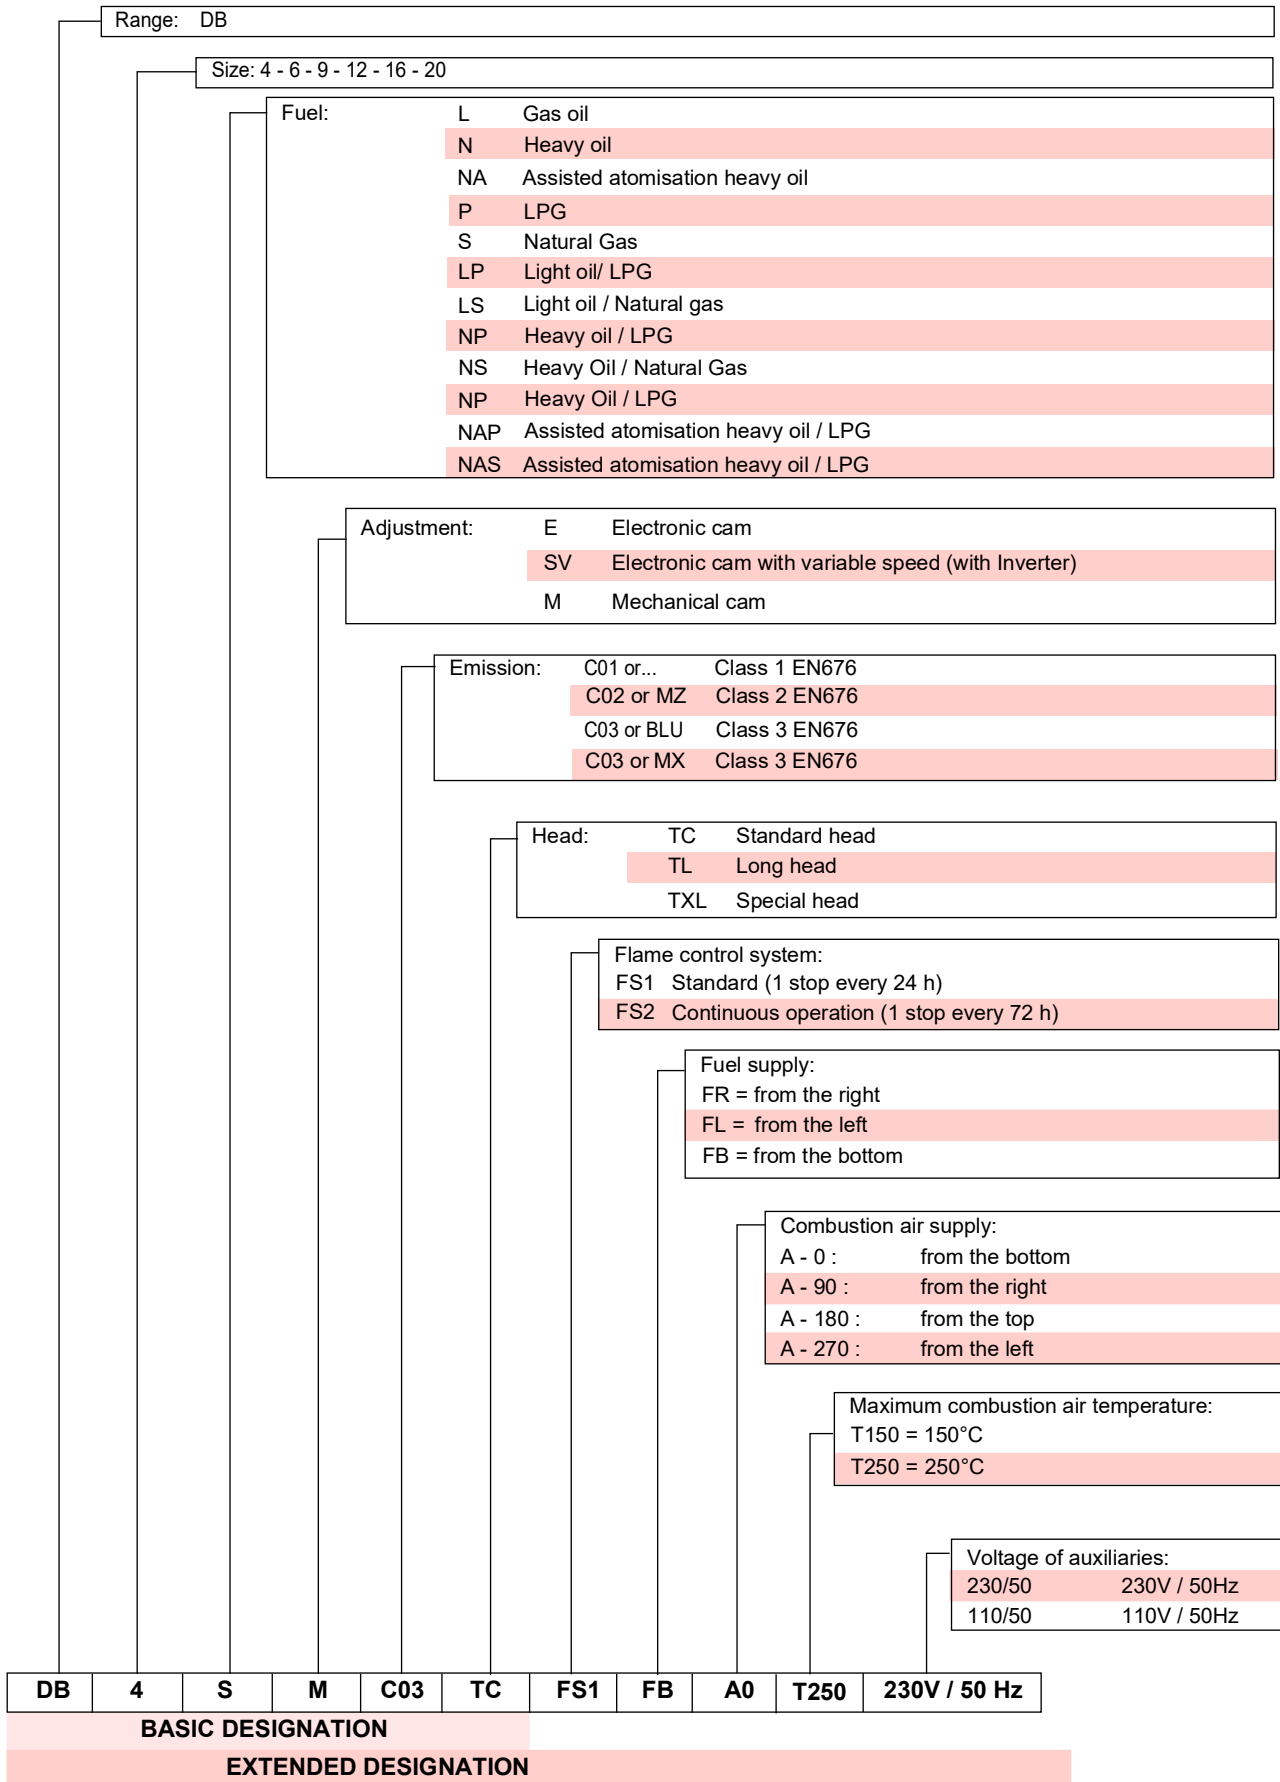 Range: DB
Size: 4 - 6 - 9 - 12 - 16 - 20
Fuel: L Gas oil
N Heavy oil
NA Assisted atomisation heavy oil
P LPG
S Natural Gas
LP Light oil/ LPG
LS Light oil / Natural gas
NP Heavy oil / LPG
NS Heavy Oil / Natural Gas
NP Heavy Oil / LPG
NAP Assisted atomisation heavy oil / LPG
NAS Assisted atomisation heavy oil / LPG
Adjustment: E Electronic cam
SV Electronic cam with variable speed (with Inverter)
M Mechanical cam
Emission: C01 or... Class 1 EN676
C02 or MZ Class 2 EN676
C03 or BLU Class 3 EN676
C03 or MX Class 3 EN676
Head: TC Standard head
TL Long head
TXL Special head
Flame control system:
FS1 Standard (1 stop every 24 h)
FS2 Continuous operation (1 stop every 72 h)
Fuel supply:
FR = from the right
FL = from the left
FB = from the bottom
Combustion air supply:
A - 0 : from the bottom
A - 90 : from the right
A - 180 : from the top
A - 270 : from the left
Maximum combustion air temperature:
T150 = 150°C
T250 = 250°C
Voltage of auxiliaries:
230/50 230V / 50Hz
110/50 110V / 50Hz
DB 4 S M C03 TC FS1 FB A0 T250 230V / 50 Hz
BASIC DESIGNATION
EXTENDED DESIGNATION